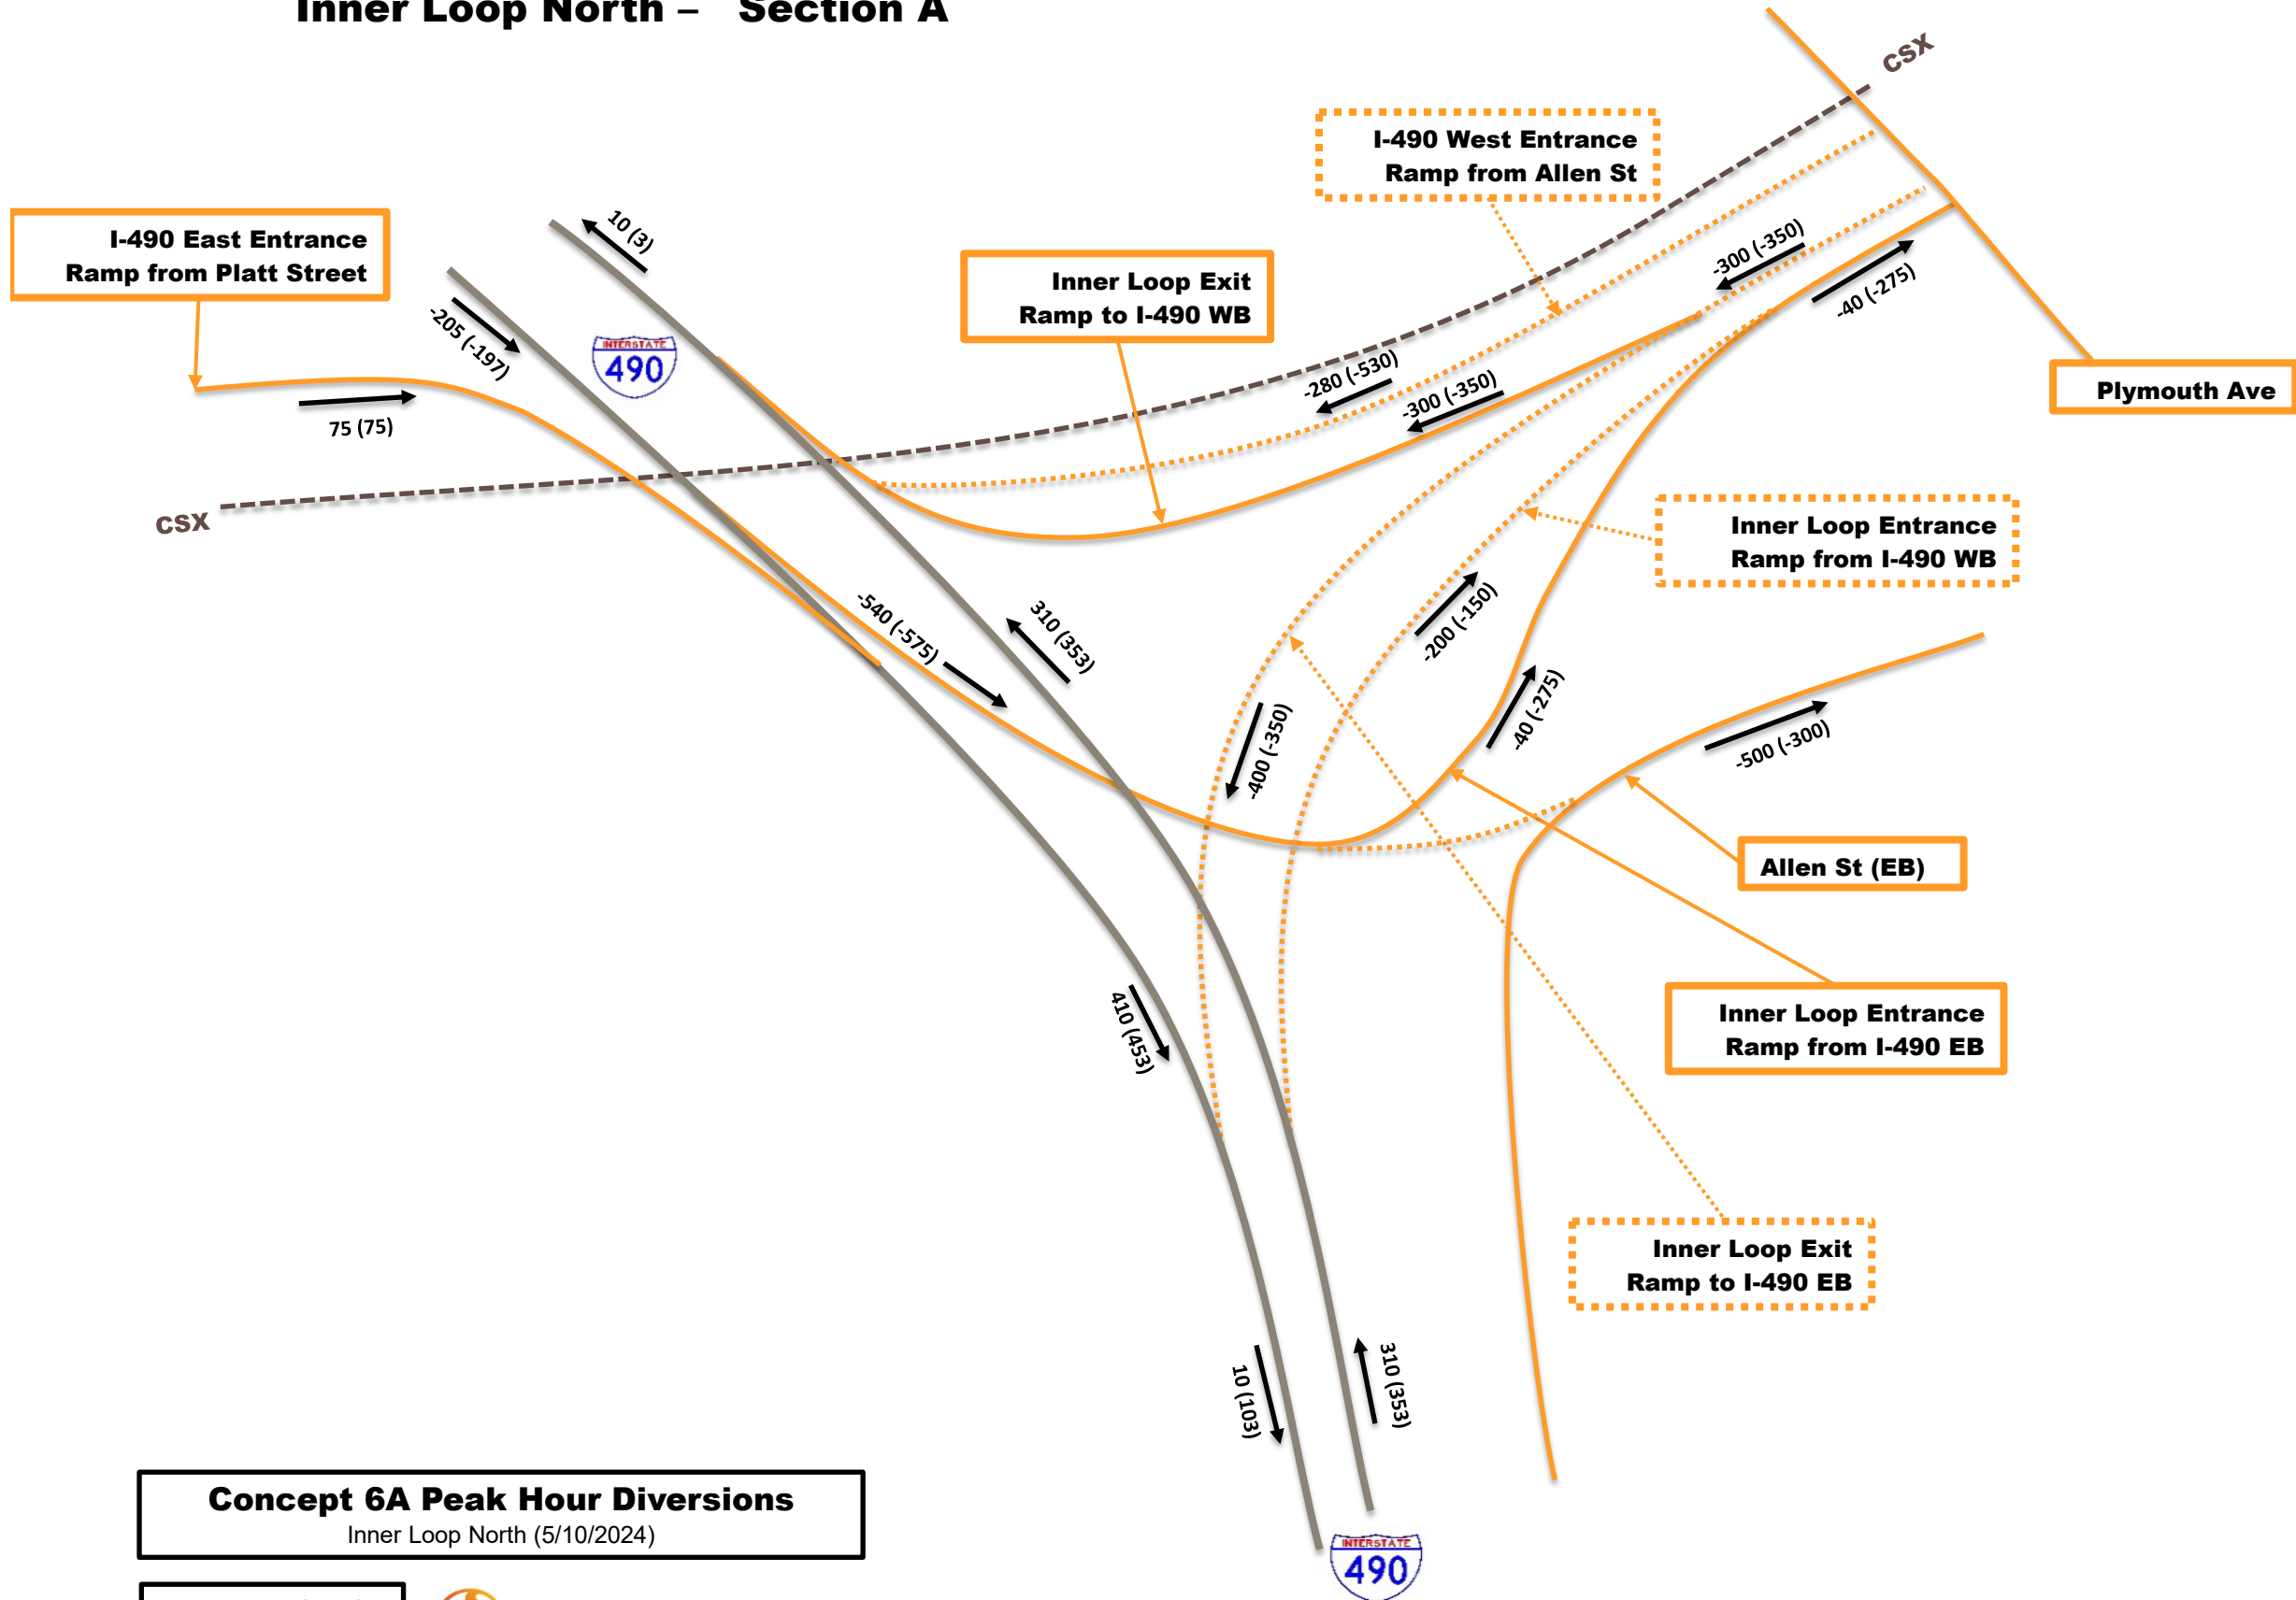 Inner Loop North – Section A
CSX
I-490 West Entrance
Ramp from Allen St
I-490 East Entrance
Ramp from Platt Street
10 (3)
-300 (-350)
-40 (-275)
Inner Loop Exit
Ramp to I-490 WB
-205 (-197)
INTERSTATE
490
-280 (-530)
-300 (-350)
Plymouth Ave
75 (75)
CSX
Inner Loop Entrance
Ramp from I-490 WB
-540 (-575)
310 (353)
-200 (-150)
-40 (-275)
-400 (-350)
-500 (-300)
Allen St (EB)
410 (453)
Inner Loop Entrance
Ramp from I-490 EB
Inner Loop Exit
Ramp to I-490 EB
10 (103)
310 (353)
Concept 6A Peak Hour Diversions
Inner Loop North (5/10/2024)
INTERSTATE
490